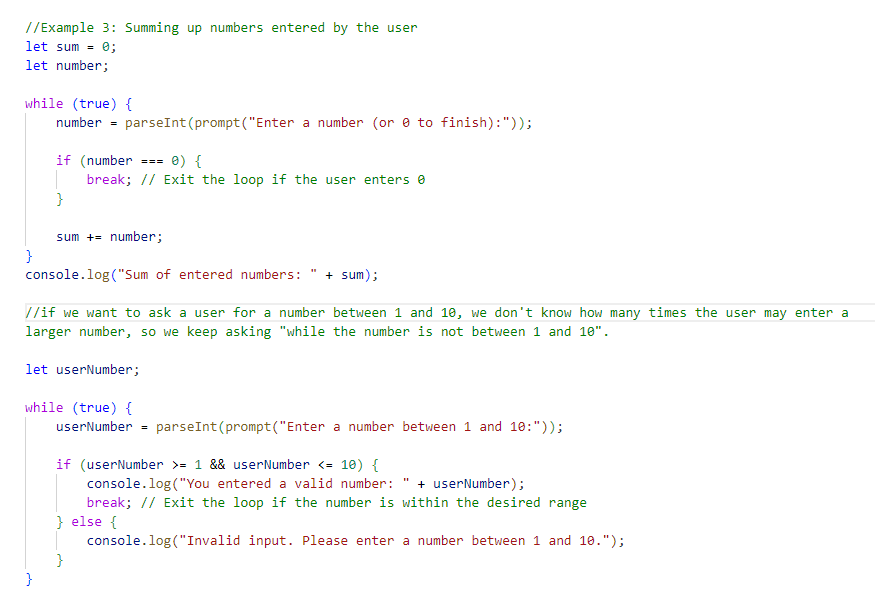 //Example 3: Summing up numbers entered by the user
let sum = 0;
let number;
while (true) {
    number = parseInt(prompt("Enter a number (or 0 to finish):"));
    if (number === 0) {
        break; // Exit the loop if the user enters 0
    }
    sum += number;
}
console.log("Sum of entered numbers: " + sum);
//if we want to ask a user for a number between 1 and 10, we don't know how many times the user may enter a
larger number, so we keep asking "while the number is not between 1 and 10".
let userNumber;
while (true) {
    userNumber = parseInt(prompt("Enter a number between 1 and 10:"));
    if (userNumber >= 1 && userNumber <= 10) {
        console.log("You entered a valid number: " + userNumber);
        break; // Exit the loop if the number is within the desired range
    } else {
        console.log("Invalid input. Please enter a number between 1 and 10.");
    }
}